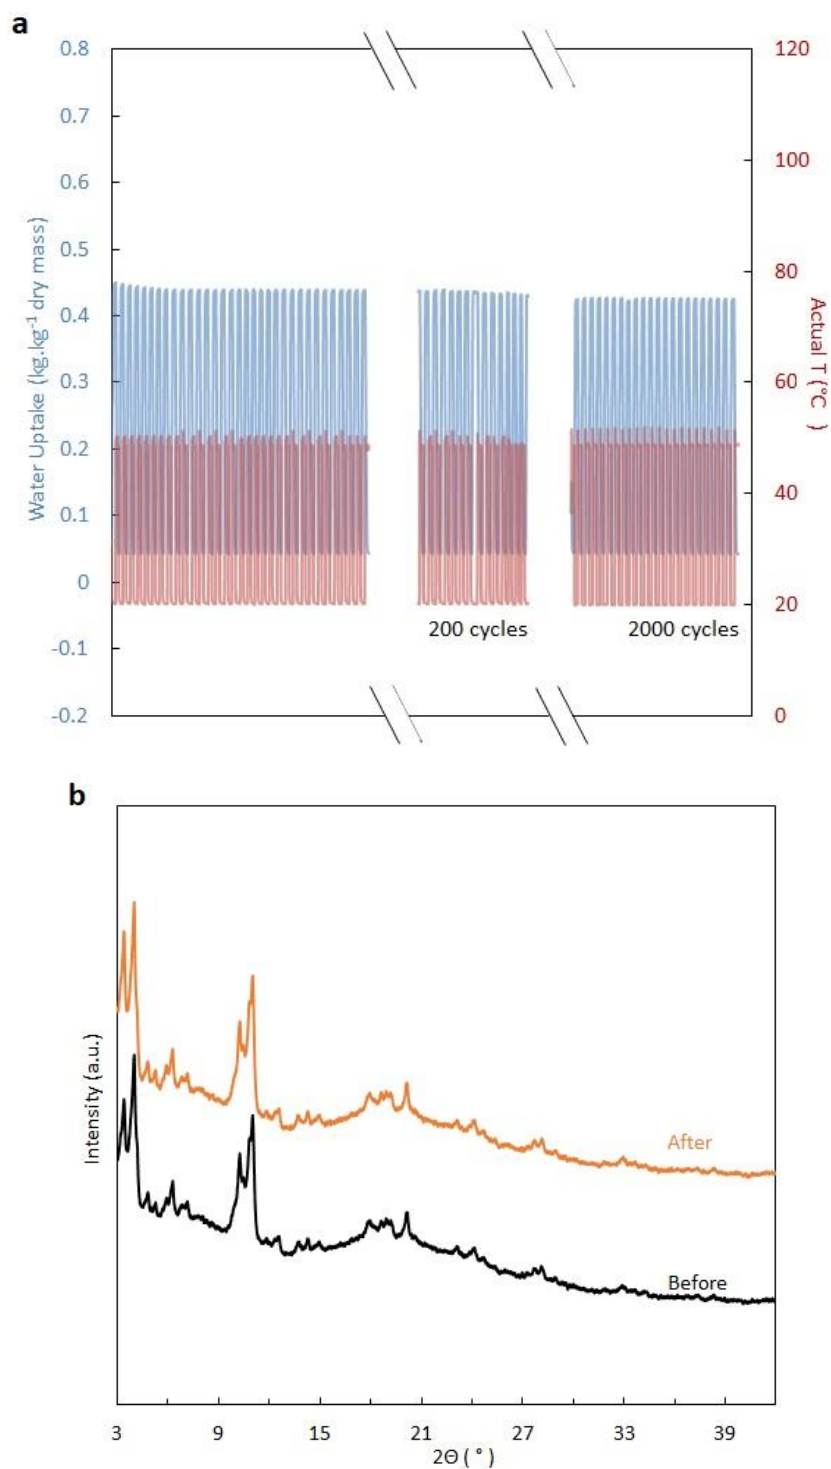 a
0.8
0.7
0.6
0.5
0.4
0.3
0.2
0.1
0
-0.1
-0.2
Water Uptake (kg.kg⁻¹ dry mass)
120
100
80
60
40
20
0
Actual T (°C )
200 cycles
2000 cycles
b
Intensity (a.u.)
After
Before
3 9 15 21 27 33 39
2Θ ( ° )